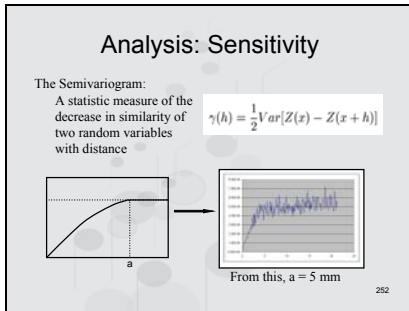 Analysis: Sensitivity
The Semivariogram:
A statistic measure of the
decrease in similarity of
two random variables
with distance
γ(h) = 1/2 Var[Z(x) − Z(x + h)]
a
From this, a = 5 mm
252